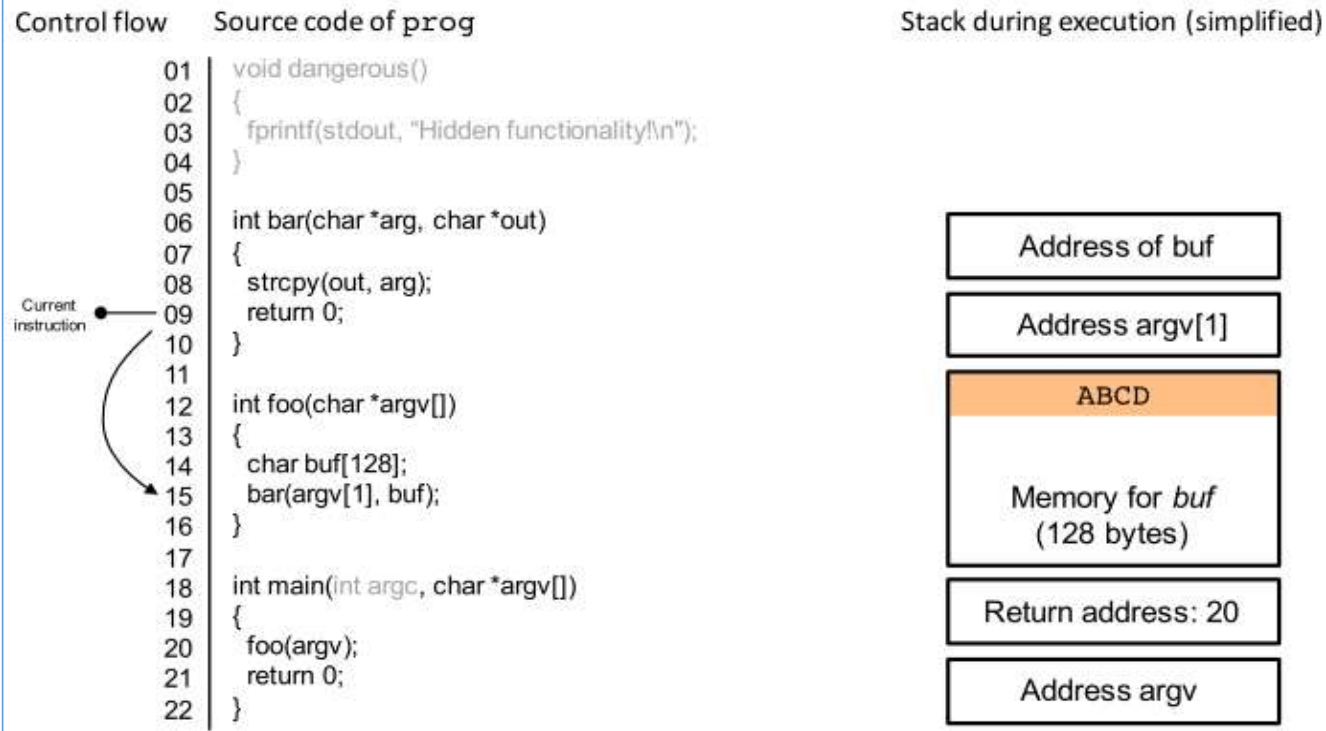 Control flow
Source code of prog
Stack during execution (simplified)
01 void dangerous()
02 {
03 fprintf(stdout, "Hidden functionality!\n");
04 }
05
06 int bar(char *arg, char *out)
07 {
08 strcpy(out, arg);
Current
instruction
09 return 0;
10 }
11
12 int foo(char *argv[])
13 {
14 char buf[128];
15 bar(argv[1], buf);
16 }
17
18 int main(int argc, char *argv[])
19 {
20 foo(argv);
21 return 0;
22 }
Address of buf
Address argv[1]
ABCD
Memory for buf
(128 bytes)
Return address: 20
Address argv